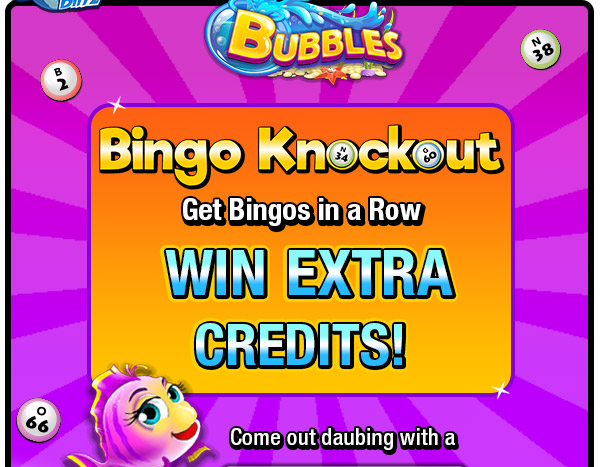 Blitz
BUBBLES
N
38
B
2
Bingo Knockout
N
34
G
60
Get Bingos in a Row
WIN EXTRA
CREDITS!
O
66
Come out daubing with a